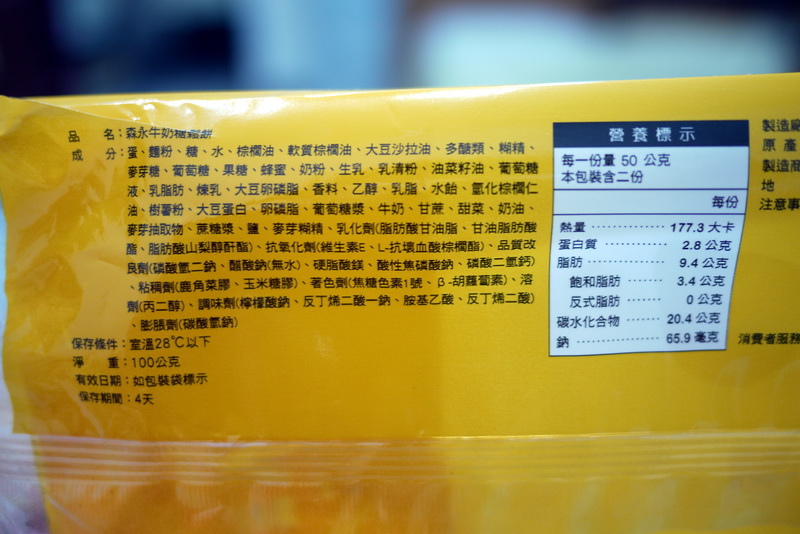 品 名：森永牛奶糖鬆餅
成 分：蛋、麵粉、糖、水、棕櫚油、軟質棕櫚油、大豆沙拉油、多醣類、糊精、
麥芽糖、葡萄糖、果糖、蜂蜜、奶粉、生乳、乳清粉、油菜籽油、葡萄糖
液、乳脂肪、煉乳、大豆卵磷脂、香料、乙醇、乳脂、水飴、氫化棕櫚仁
油、樹薯粉、大豆蛋白、卵磷脂、葡萄糖漿、牛奶、甘蔗、甜菜、奶油、
麥芽抽取物、蔗糖漿、鹽、麥芽糊精、乳化劑(脂肪酸甘油脂、甘油脂肪酸
酯、脂肪酸山梨醇酐酯)、抗氧化劑(維生素E、L-抗壞血酸棕櫚酯)、品質改
良劑(磷酸氫二鈉、醋酸鈉(無水)、硬脂酸鎂、酸性焦磷酸鈉、磷酸二氫鈣)
、粘稠劑(鹿角菜膠、玉米糖膠)、著色劑(焦糖色素1號、β-胡蘿蔔素)、溶
劑(丙二醇)、調味劑(檸檬酸鈉、反丁烯二酸一鈉、胺基乙酸、反丁烯二酸)
、膨脹劑(碳酸氫鈉)
保存條件：室溫28℃以下
淨 重：100公克
有效日期：如包裝袋標示
保存期間：4天
營養標示
每一份量 50 公克
本包裝含二份
每份
熱量 ⋯⋯⋯⋯ 177.3 大卡
蛋白質 ⋯⋯⋯⋯ 2.8 公克
脂肪 ⋯⋯⋯⋯ 9.4 公克
飽和脂肪 ⋯⋯⋯ 3.4 公克
反式脂肪 ⋯⋯⋯ 0 公克
碳水化合物 ⋯⋯ 20.4 公克
鈉 ⋯⋯⋯⋯⋯ 65.9 毫克
製造廠
原 產
製造商
地
注意事
消費者服務